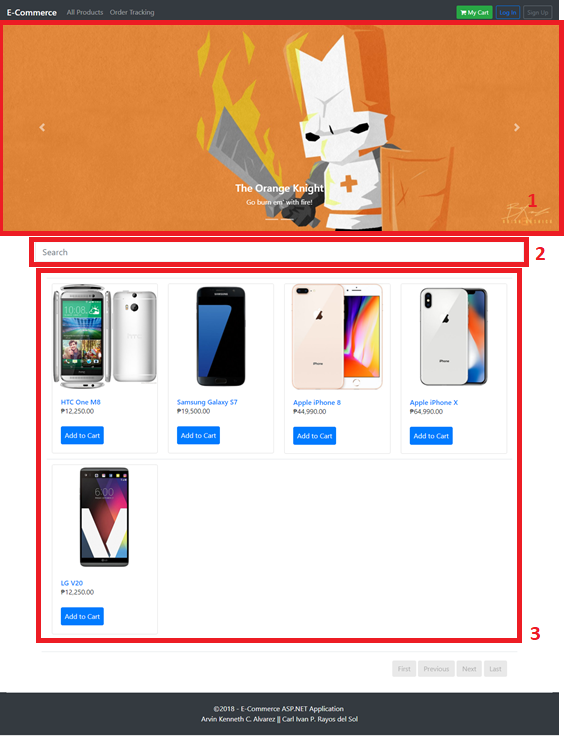 E-Commerce All Products Order Tracking My Cart Log In Sign Up
The Orange Knight
Go burn em' with fire!
1
Search
2
HTC One M8 Samsung Galaxy S7 Apple iPhone 8 Apple iPhone X
₱12,250.00 ₱19,500.00 ₱44,990.00 ₱64,990.00
Add to Cart Add to Cart Add to Cart Add to Cart
LG V20
₱12,250.00
Add to Cart
3
First Previous Next Last
©2018 - E-Commerce ASP.NET Application
Arvin Kenneth C. Alvarez || Carl Ivan P. Rayos del Sol